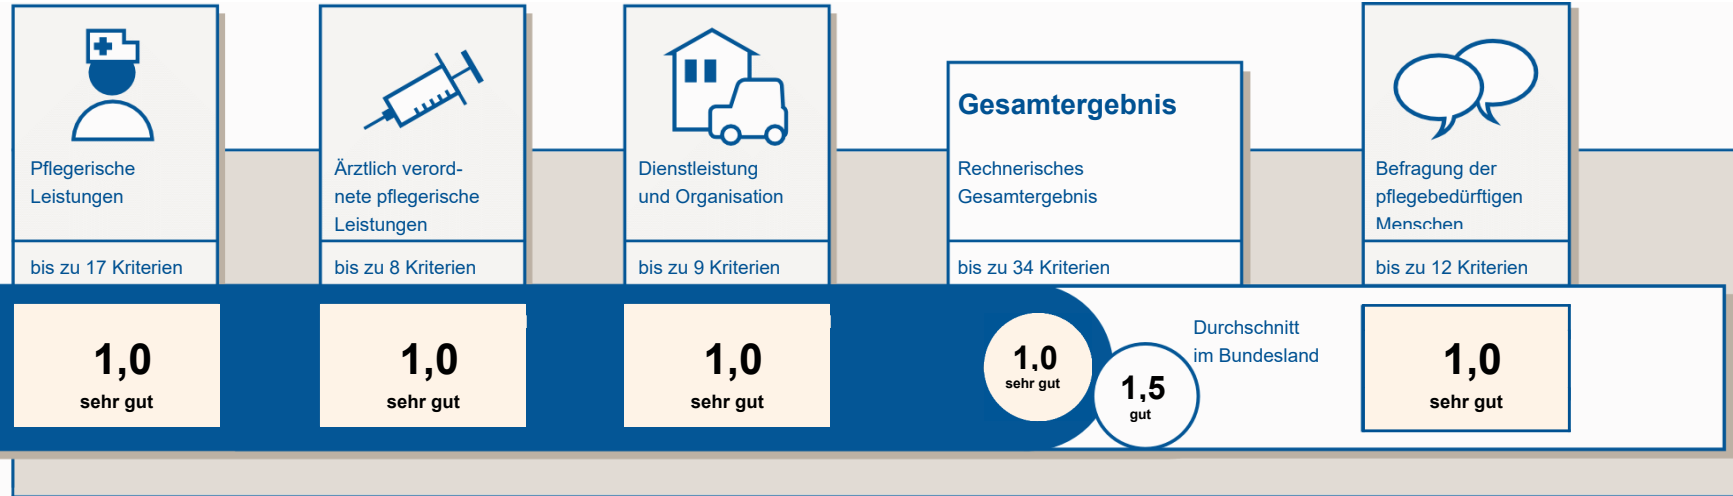 Pflegerische
Leistungen
bis zu 17 Kriterien
1,0
sehr gut
Ärztlich verord-
nete pflegerische
Leistungen
bis zu 8 Kriterien
1,0
sehr gut
Dienstleistung
und Organisation
bis zu 9 Kriterien
1,0
sehr gut
Gesamtergebnis
Rechnerisches
Gesamtergebnis
bis zu 34 Kriterien
1,0
sehr gut
1,5
gut
Durchschnitt
im Bundesland
Befragung der
pflegebedürftigen
Menschen
bis zu 12 Kriterien
1,0
sehr gut